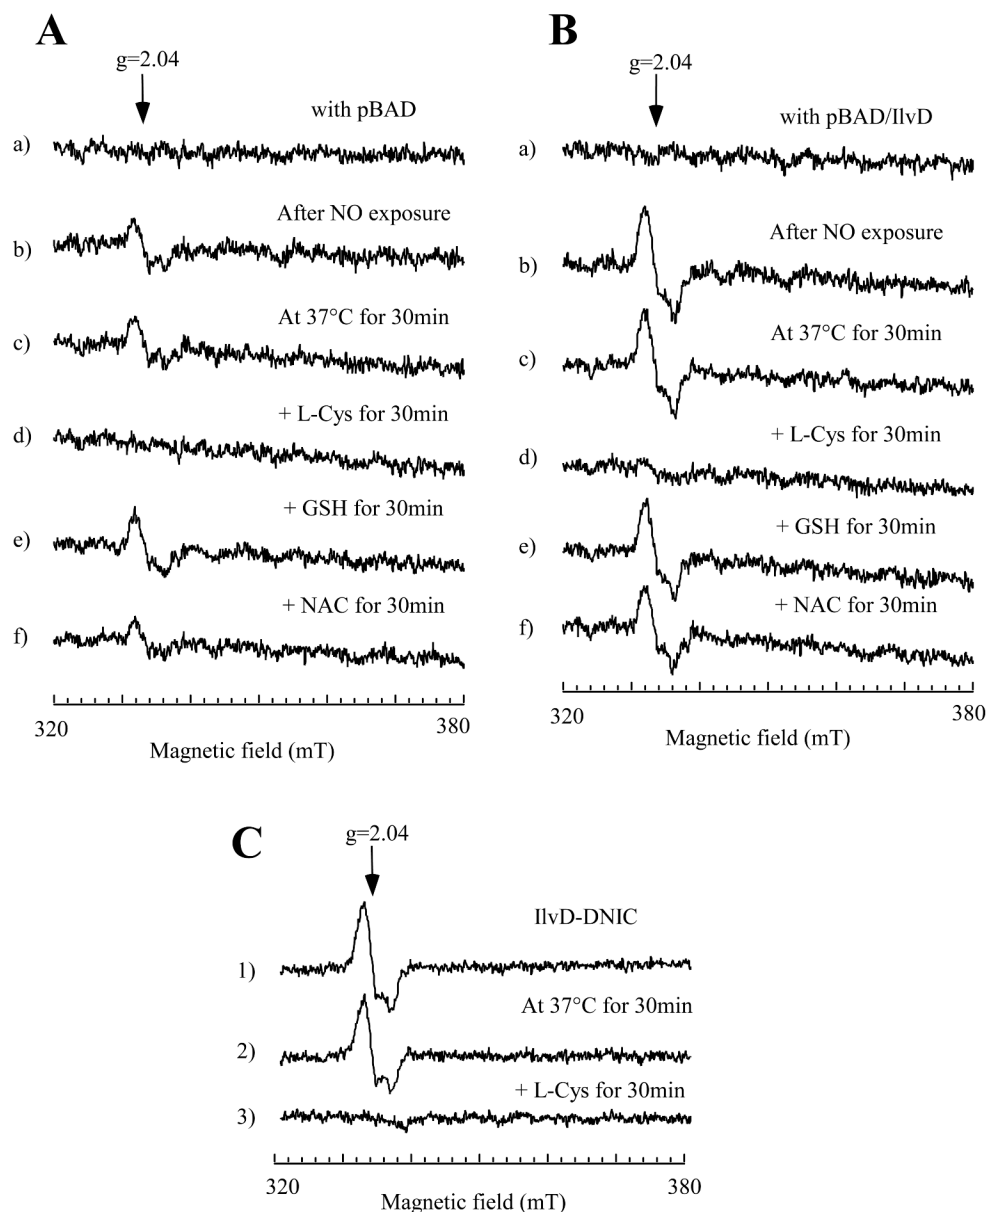 A
g=2.04
with pBAD
a)
After NO exposure
b)
At 37°C for 30min
c)
+ L-Cys for 30min
d)
+ GSH for 30min
e)
+ NAC for 30min
f)
320
380
Magnetic field (mT)
B
g=2.04
with pBAD/IlvD
a)
After NO exposure
b)
At 37°C for 30min
c)
+ L-Cys for 30min
d)
+ GSH for 30min
e)
+ NAC for 30min
f)
320
380
Magnetic field (mT)
C
g=2.04
IlvD-DNIC
1)
At 37°C for 30min
2)
+ L-Cys for 30min
3)
320
380
Magnetic field (mT)